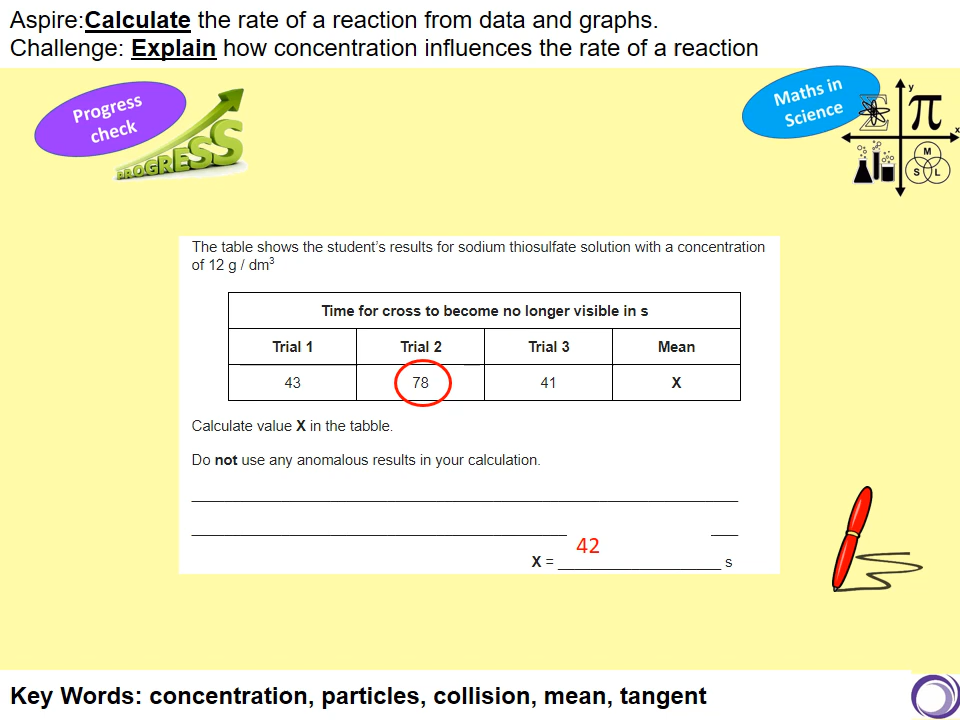 Aspire:Calculate the rate of a reaction from data and graphs.
Challenge: Explain how concentration influences the rate of a reaction
Progress
check
PROGRESS
Maths in
Science
y
x
π
Σ
M
S
L
The table shows the student's results for sodium thiosulfate solution with a concentration
of 12 g / dm³
Time for cross to become no longer visible in s
Trial 1 Trial 2 Trial 3 Mean
43 78 41 X
Calculate value X in the tabble.
Do not use any anomalous results in your calculation.
42
X = ____________________ s
Key Words: concentration, particles, collision, mean, tangent